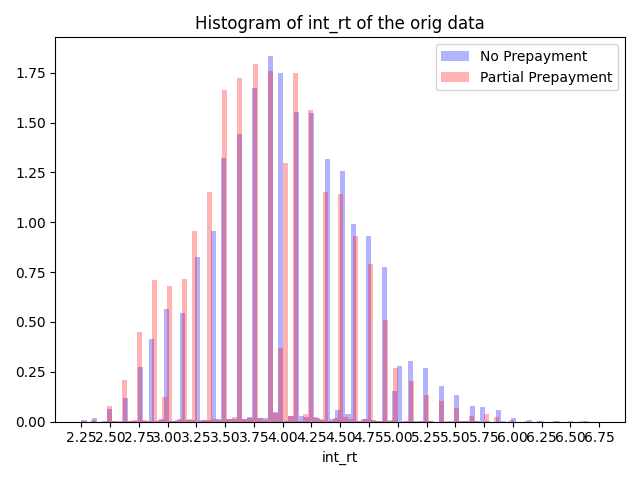 Histogram of int_rt of the orig data
No Prepayment
Partial Prepayment
1.75
1.50
1.25
1.00
0.75
0.50
0.25
0.00
2.25 2.50 2.75 3.00 3.25 3.50 3.75 4.00 4.25 4.50 4.75 5.00 5.25 5.50 5.75 6.00 6.25 6.50 6.75
int_rt